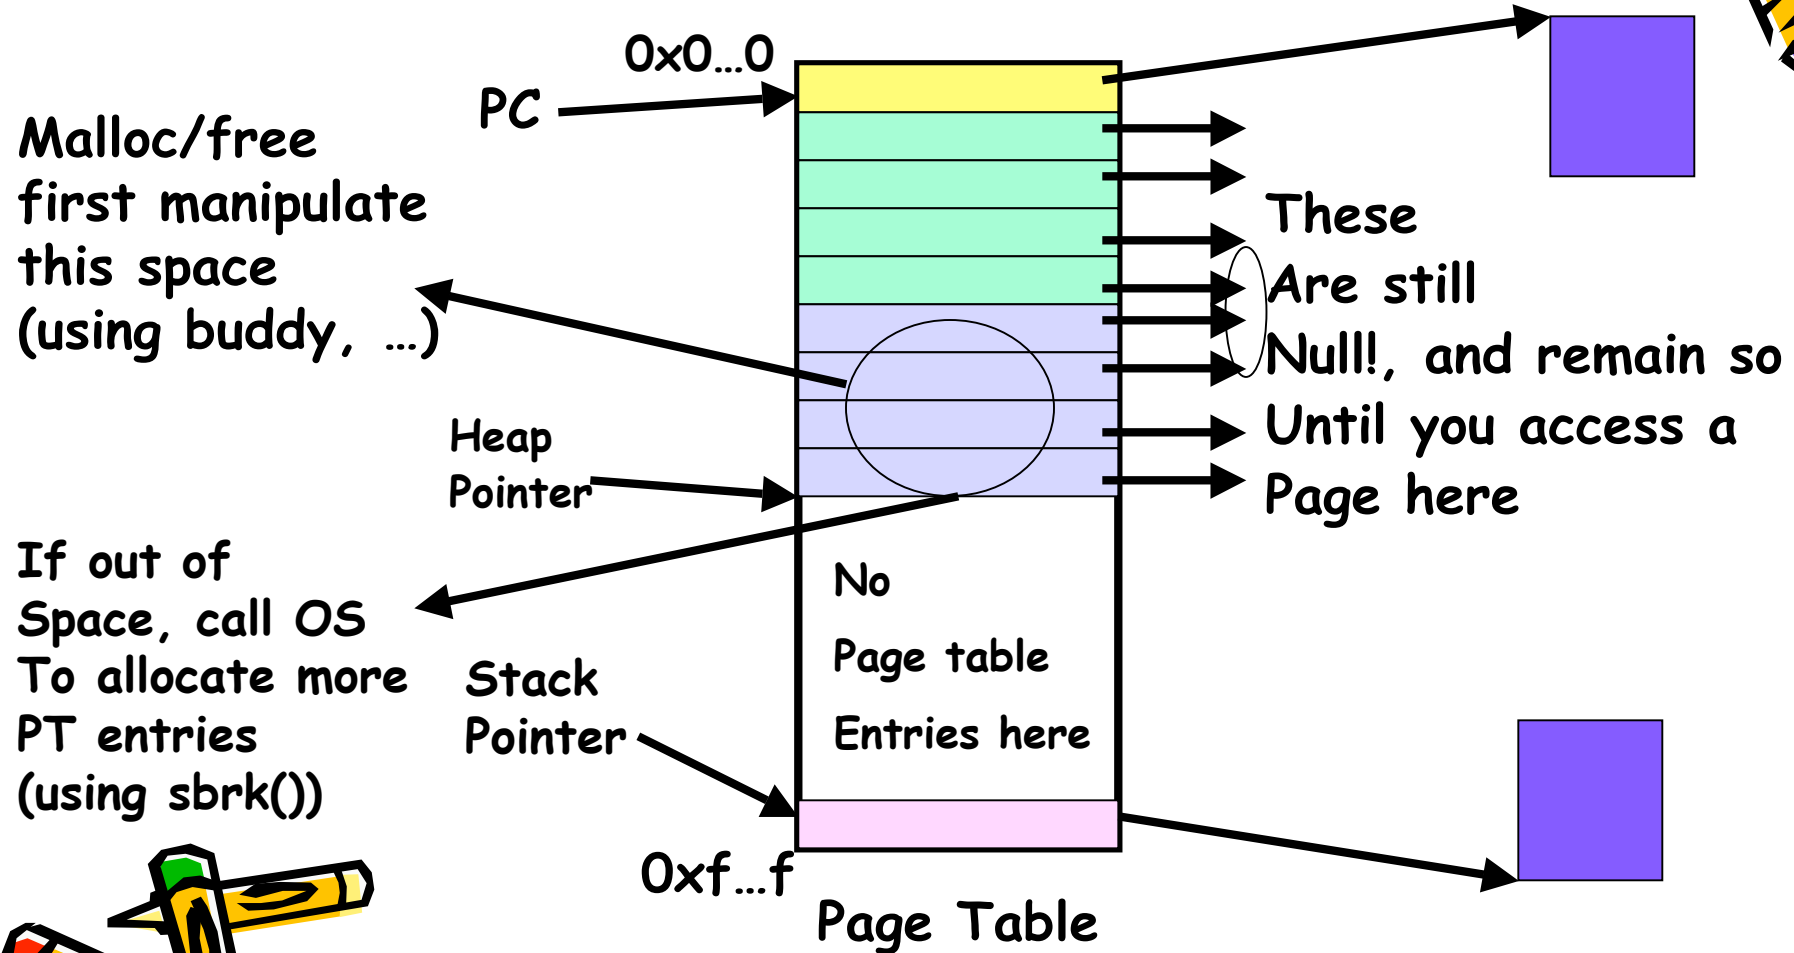 0x0...0
PC
Malloc/free
first manipulate
this space
(using buddy, ...)
These
Are still
Null!, and remain so
Until you access a
Page here
Heap
Pointer
If out of
Space, call OS
To allocate more
PT entries
(using sbrk())
Stack
Pointer
No
Page table
Entries here
0xf...f
Page Table